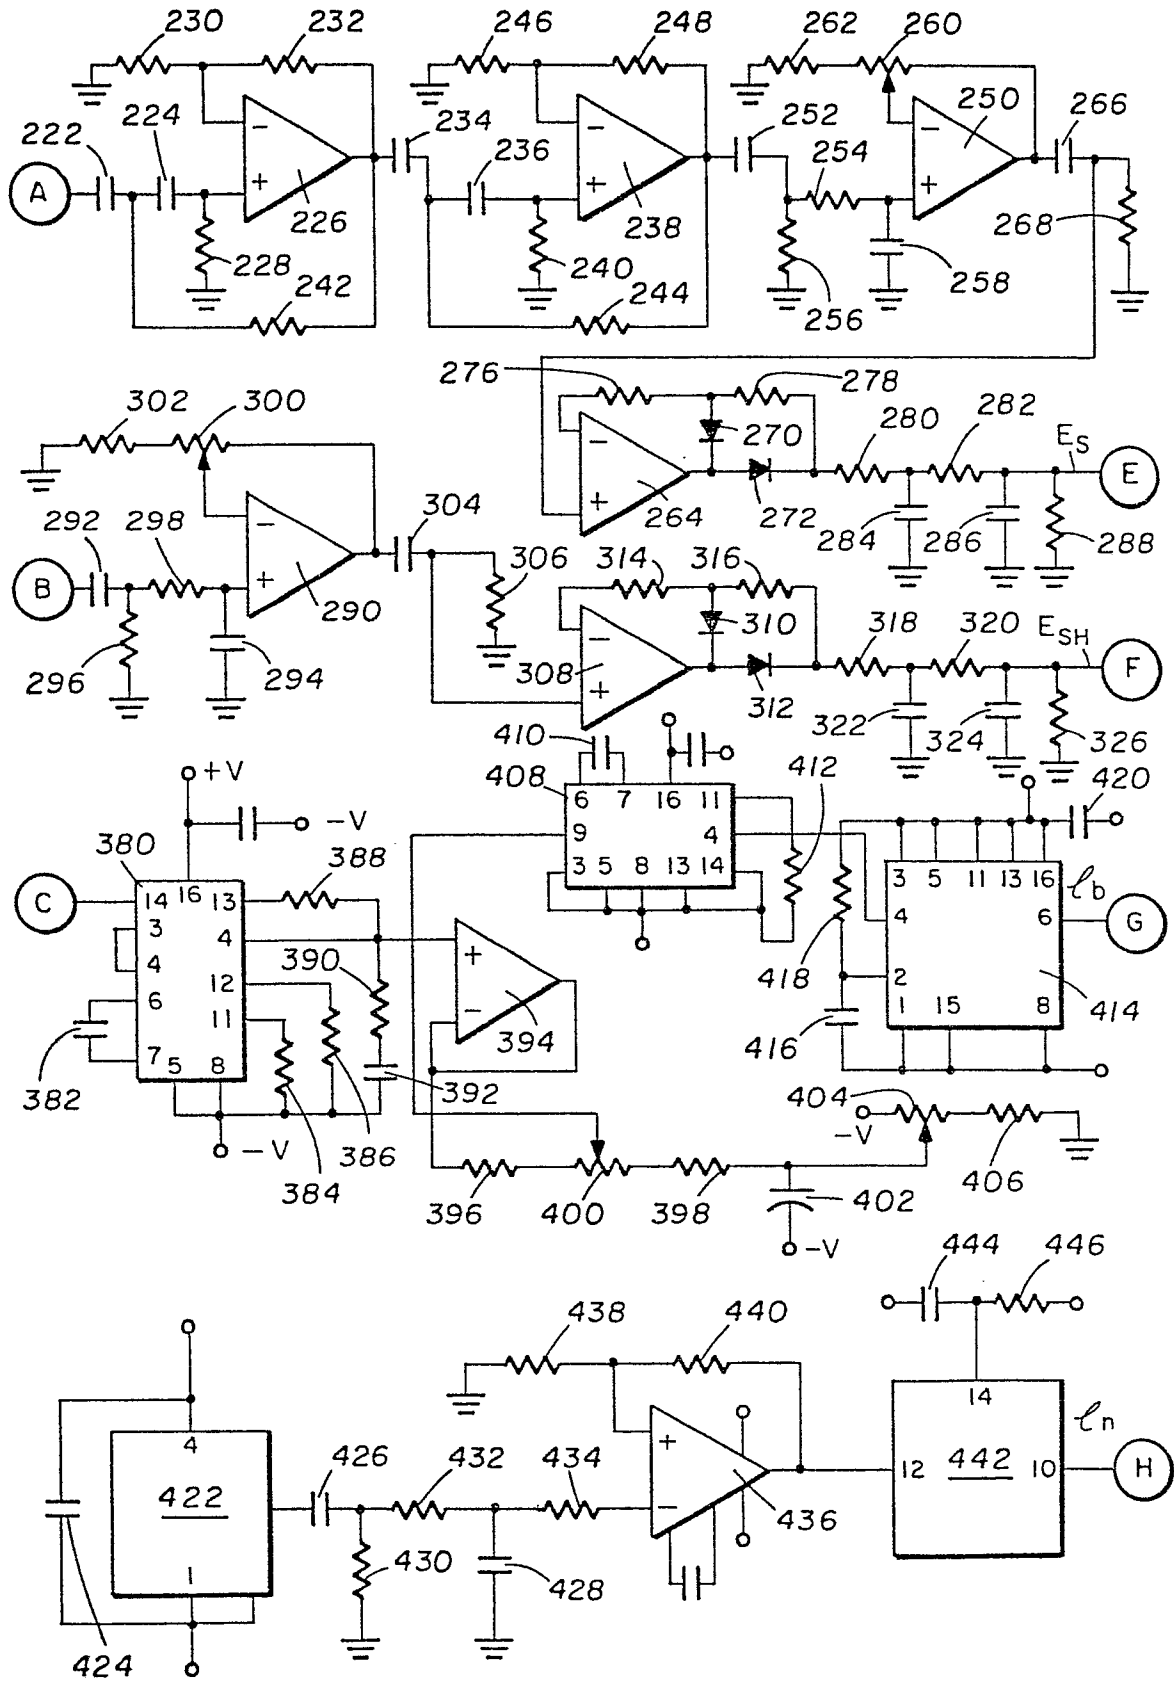 230 232 246 248 262 260
222 224 234 236 252 254 250 266
A − + 226 − + 238 − + 268
228 240 256 258
242 244
276 278
302 300 − 270 280 282 E_S E
+ 264 272 284 286 288
292 298 304
B − + 290 306 314 316
296 294 − 310 318 320 E_SH F
308 + 312 322 324 326
410
+V 408 6 7 16 11 412 420
−V 9 4
380 388 3 5 8 13 14 3 5 11 13 16 ℓb
C 14 16 13 4 6 G
3 4 + 418
4 12 390 2
6 11 − 394 416 1 15 8 414
382 7 5 8 392 404
−V 386 −V
384 396 400 398 402 406
−V
444 446
438 440
14 ℓn
4 426 432 434 + 12 442 10 H
422 − 436
1 430 428
424